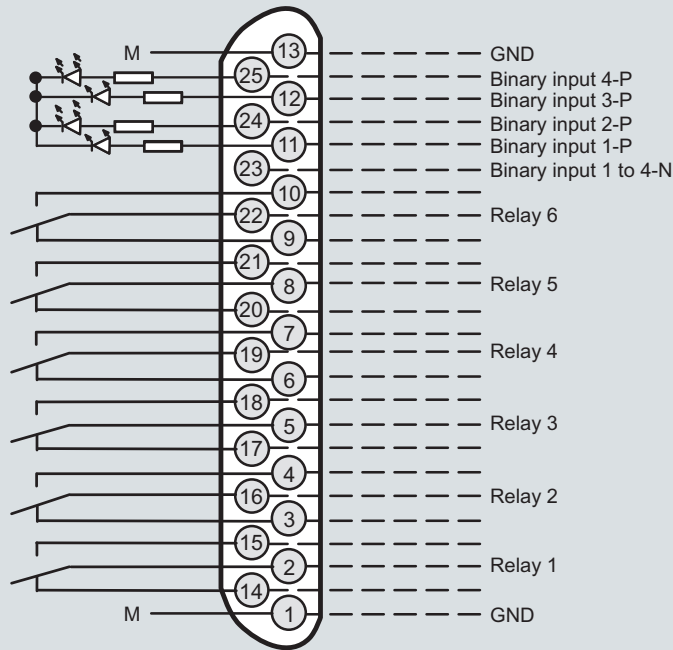 M 13 GND
25 Binary input 4-P
12 Binary input 3-P
24 Binary input 2-P
11 Binary input 1-P
23 Binary input 1 to 4-N
10
22 Relay 6
9
21
8 Relay 5
20
7
19 Relay 4
6
18
5 Relay 3
17
4
16 Relay 2
3
15
2 Relay 1
14
M 1 GND